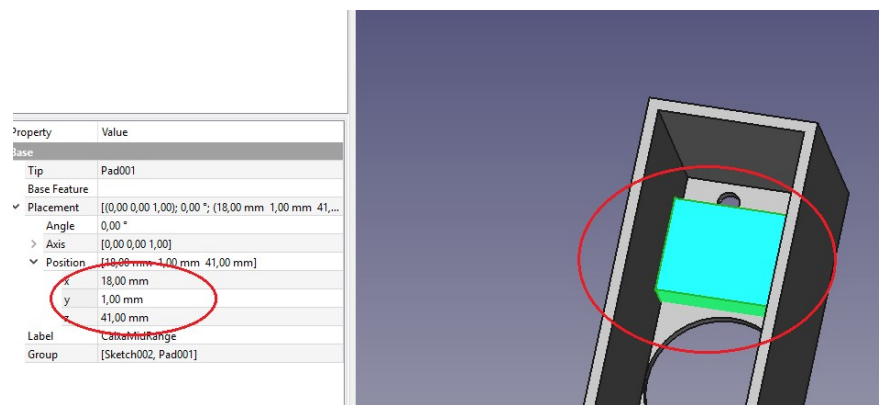 Property Value
Base
Tip Pad001
Base Feature
Placement [(0,00 0,00 1,00); 0,00 °; (18,00 mm 1,00 mm 41,...
Angle 0,00 °
Axis [0,00 0,00 1,00]
Position [18,00 mm 1,00 mm 41,00 mm]
x 18,00 mm
y 1,00 mm
z 41,00 mm
Label CaixaMidRange
Group [Sketch002, Pad001]